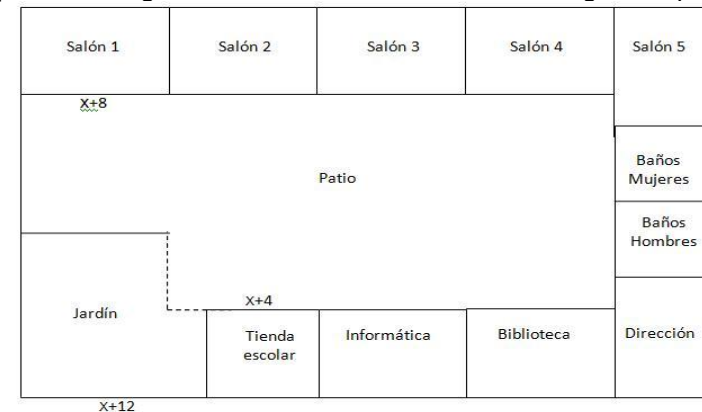 Salón 1
Salón 2
Salón 3
Salón 4
Salón 5
X+8
Patio
Baños
Mujeres
Baños
Hombres
X+4
Jardín
Tienda
escolar
Informática
Biblioteca
Dirección
X+12